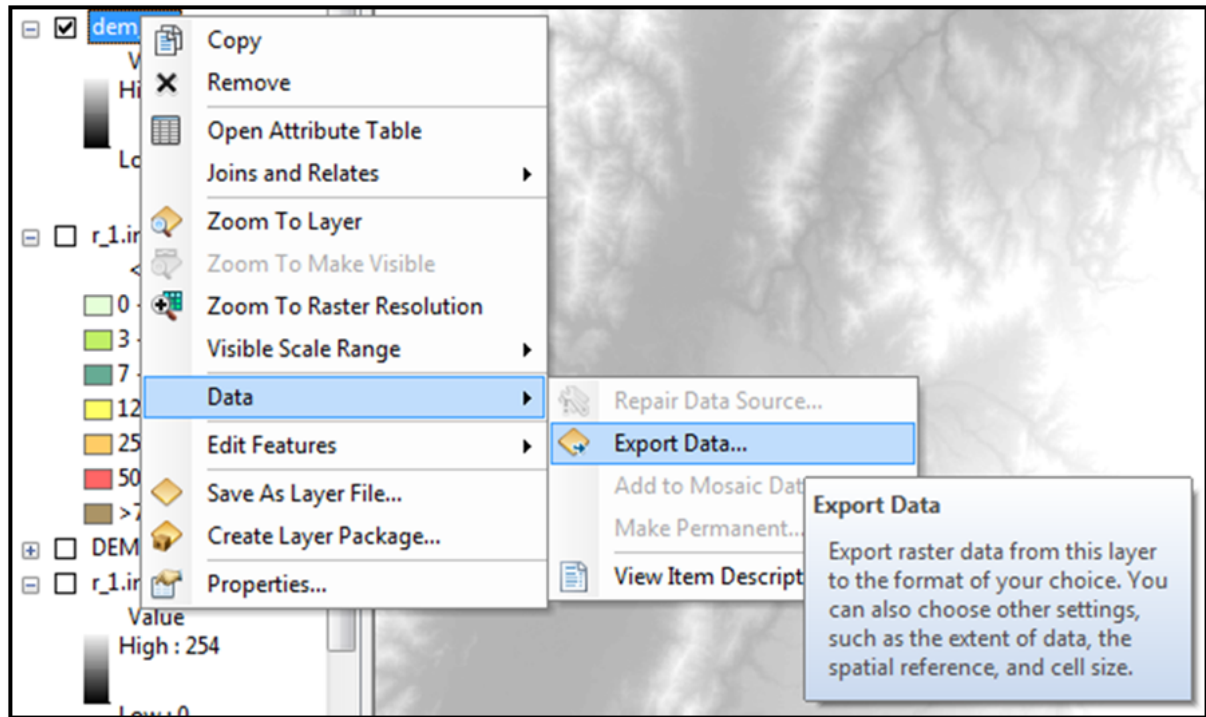 dem_
Copy
Remove
Open Attribute Table
Joins and Relates
Zoom To Layer
Zoom To Make Visible
Zoom To Raster Resolution
Visible Scale Range
Data
Edit Features
Save As Layer File...
Create Layer Package...
Properties...
Repair Data Source...
Export Data...
Add to Mosaic Dat
Make Permanent...
View Item Descript
Export Data
Export raster data from this layer
to the format of your choice. You
can also choose other settings,
such as the extent of data, the
spatial reference, and cell size.
V
Hi
Lo
r_1.ir
<
0 -
3 -
7 -
12
25
50
>7
DEM
r_1.ir
Value
High : 254
Low : 0